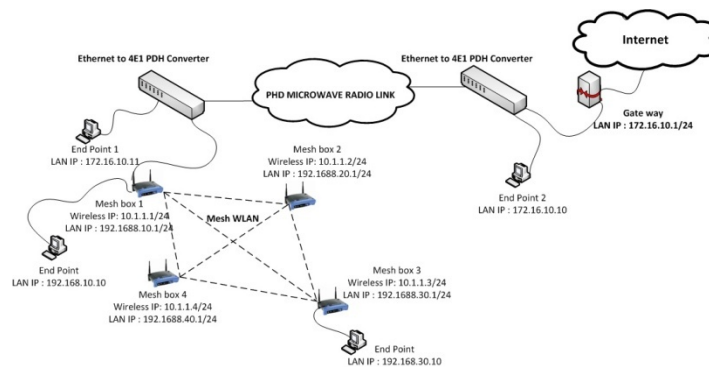 Internet
Ethernet to 4E1 PDH Converter
Ethernet to 4E1 PDH Converter
PHD MICROWAVE RADIO LINK
Gate way
LAN IP : 172.16.10.1/24
End Point 1
LAN IP : 172.16.10.11
Mesh box 2
Wireless IP: 10.1.1.2/24
LAN IP : 192.1688.20.1/24
End Point 2
LAN IP : 172.16.10.10
Mesh box 1
Wireless IP: 10.1.1.1/24
LAN IP : 192.1688.10.1/24
Mesh WLAN
End Point
LAN IP : 192.168.10.10
Mesh box 4
Wireless IP: 10.1.1.4/24
LAN IP : 192.1688.40.1/24
Mesh box 3
Wireless IP: 10.1.1.3/24
LAN IP : 192.1688.30.1/24
End Point
LAN IP : 192.168.30.10